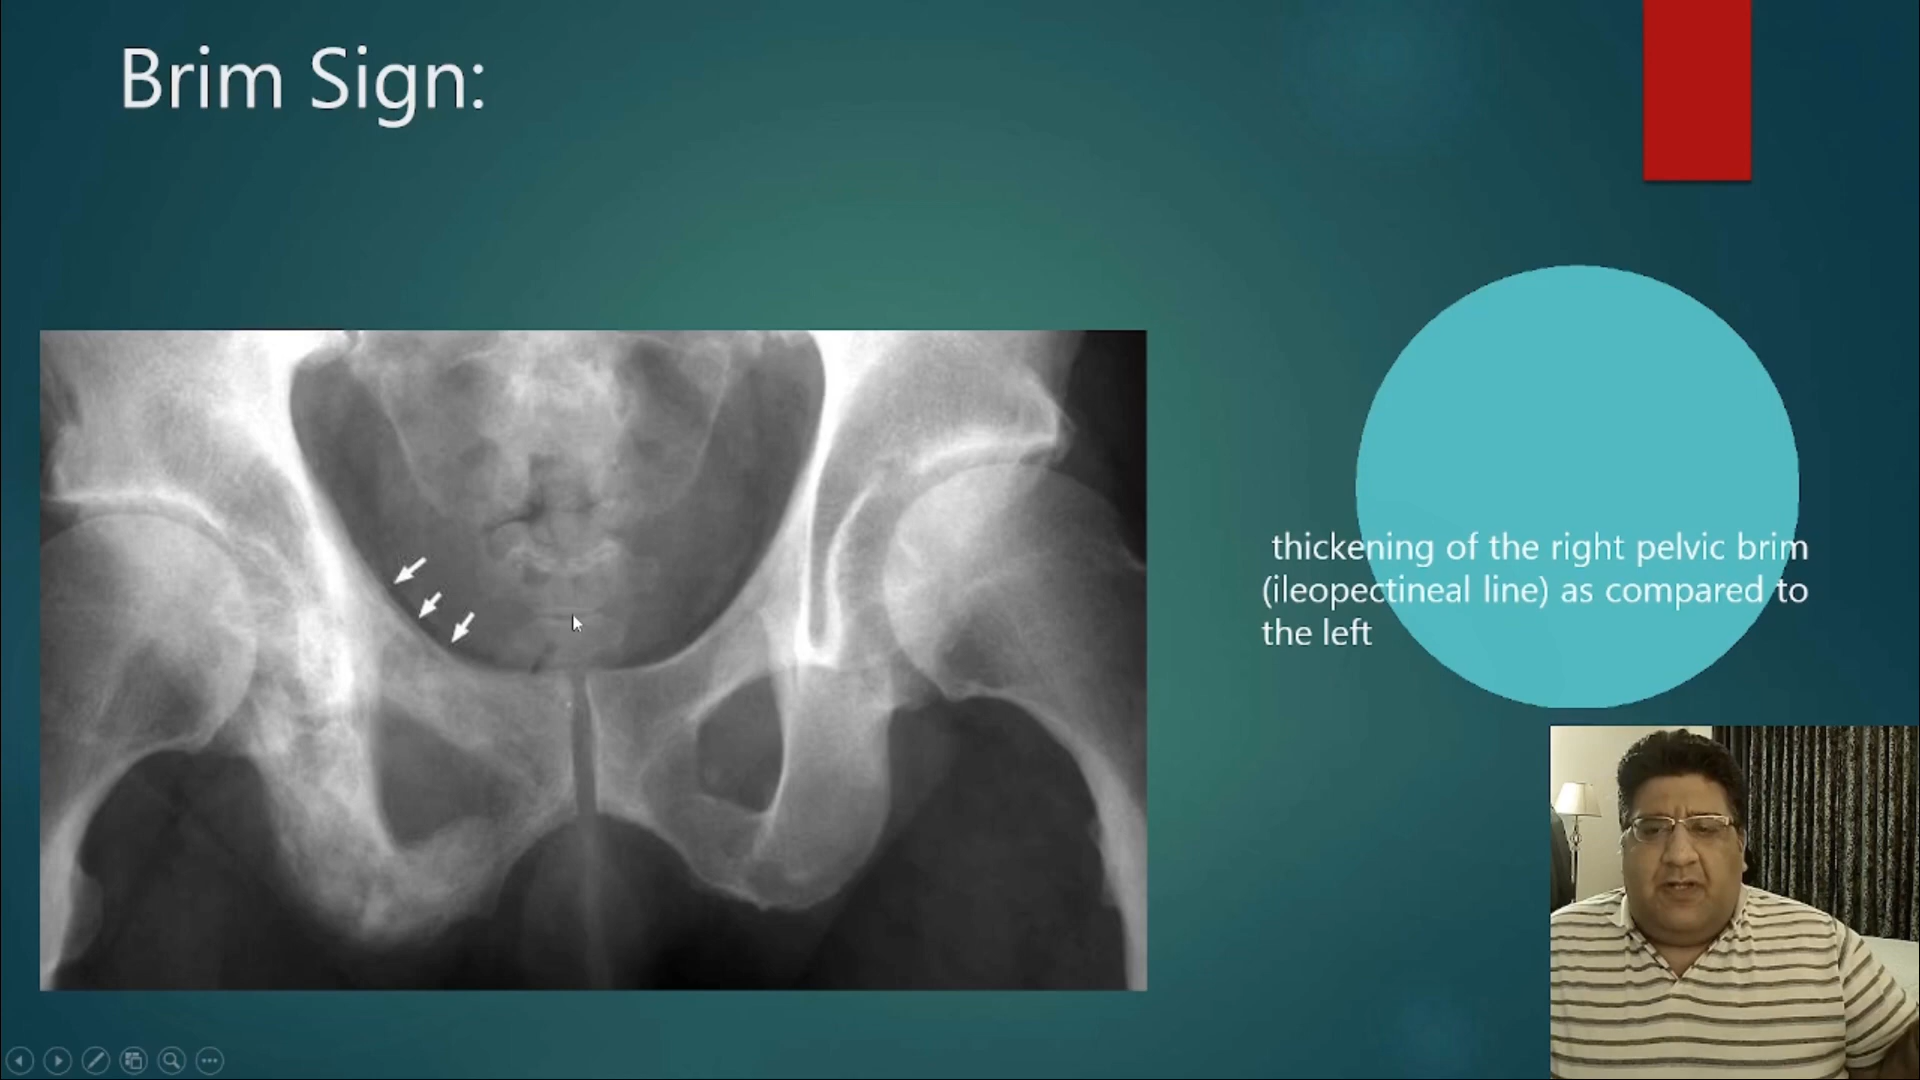 Brim Sign:
thickening of the right pelvic brim
(ileopectineal line) as compared to
the left